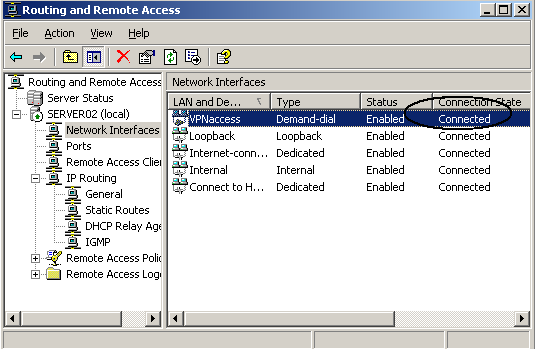 Routing and Remote Access
File Action View Help
Routing and Remote Access
Server Status
SERVER02 (local)
Network Interfaces
Ports
Remote Access Clie
IP Routing
General
Static Routes
DHCP Relay Age
IGMP
Remote Access Polic
Remote Access Logg
Network Interfaces
LAN and De... Type Status Connection State
VPNaccess Demand-dial Enabled Connected
Loopback Loopback Enabled Connected
Internet-conn... Dedicated Enabled Connected
Internal Internal Enabled Connected
Connect to H... Dedicated Enabled Connected